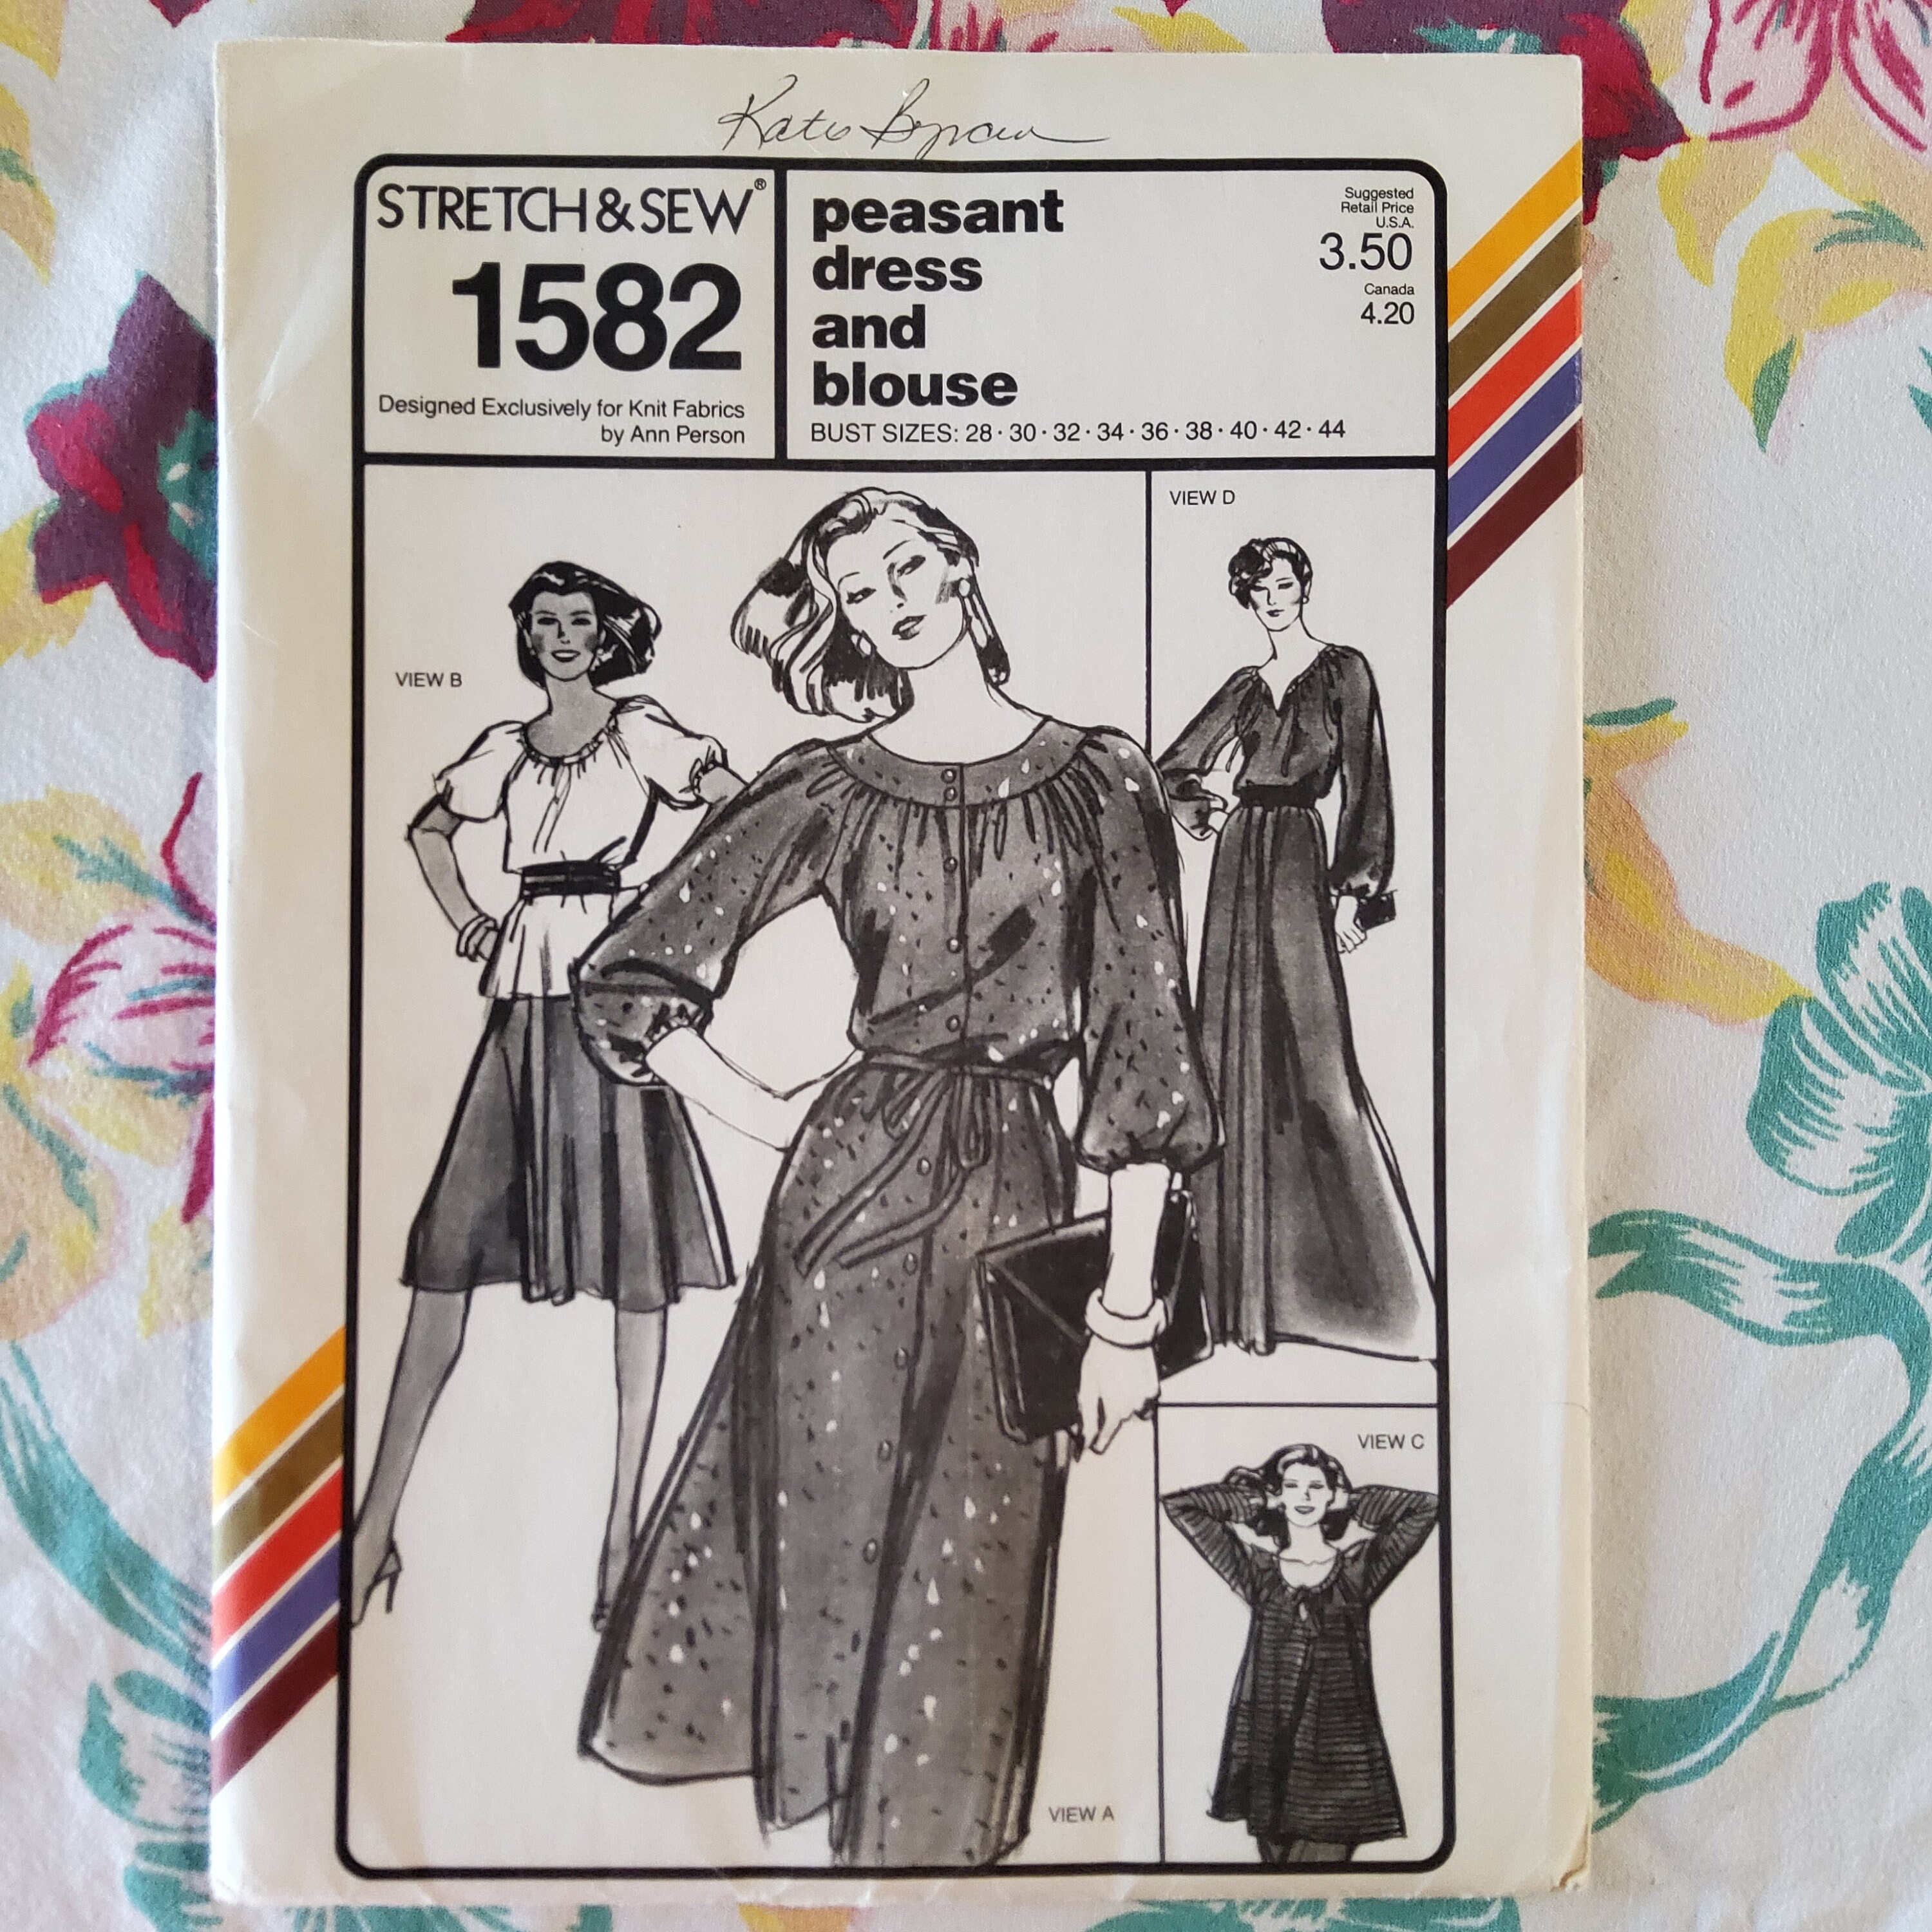 STRETCH & SEW®
1582
Designed Exclusively for Knit Fabrics
by Ann Person
peasant
dress
and
blouse
BUST SIZES: 28 · 30 · 32 · 34 · 36 · 38 · 40 · 42 · 44
Suggested
Retail Price
U.S.A.
3.50
Canada
4.20
VIEW B
VIEW D
VIEW C
VIEW A